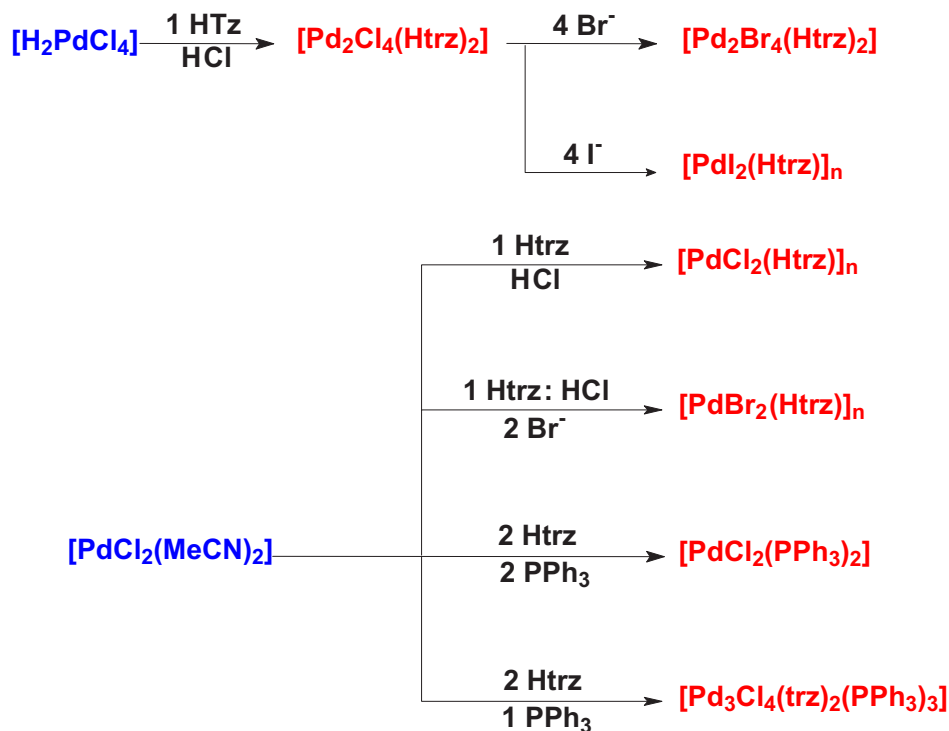 [H₂PdCl₄] 1 HTz [Pd₂Cl₄(Htrz)₂] 4 Br⁻ [Pd₂Br₄(Htrz)₂]
HCl
4 I⁻ [PdI₂(Htrz)]ₙ
1 Htrz [PdCl₂(Htrz)]ₙ
HCl
1 Htrz: HCl [PdBr₂(Htrz)]ₙ
2 Br⁻
[PdCl₂(MeCN)₂] 2 Htrz [PdCl₂(PPh₃)₂]
2 PPh₃
2 Htrz [Pd₃Cl₄(trz)₂(PPh₃)₃]
1 PPh₃